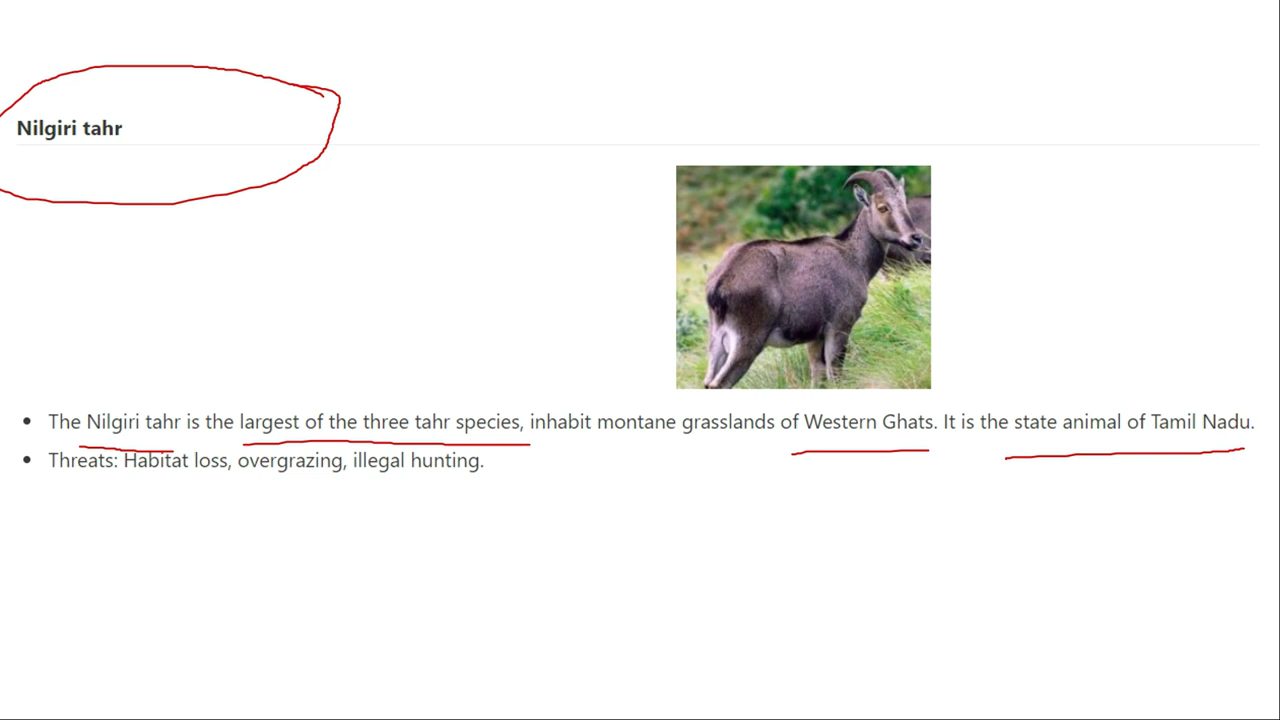 Nilgiri tahr
• The Nilgiri tahr is the largest of the three tahr species, inhabit montane grasslands of Western Ghats. It is the state animal of Tamil Nadu.
• Threats: Habitat loss, overgrazing, illegal hunting.